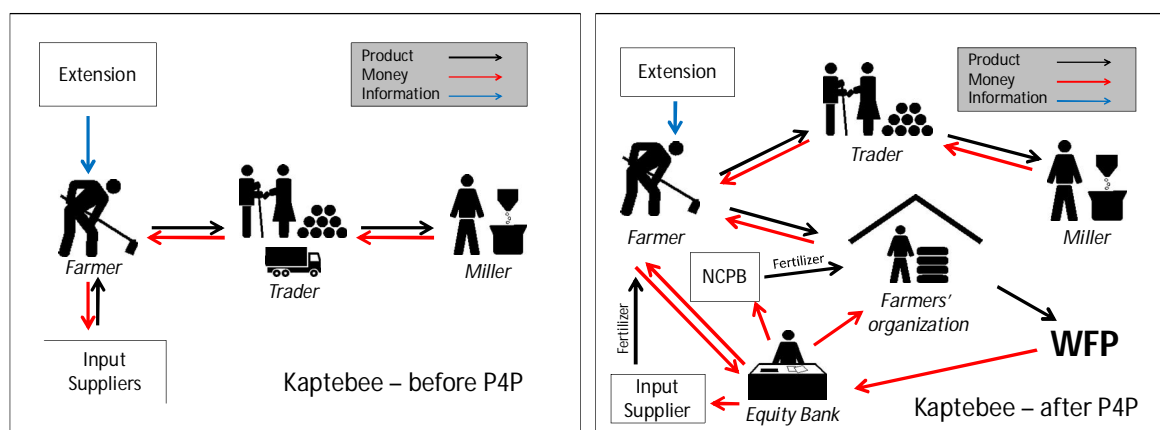 Extension
Product
Money
Information
Farmer
Trader
Miller
Input
Suppliers
Kaptebee – before P4P
Extension
Product
Money
Information
Trader
Farmer
Miller
NCPB
Fertilizer
Farmers'
organization
Fertilizer
WFP
Input
Supplier
Equity Bank
Kaptebee – after P4P